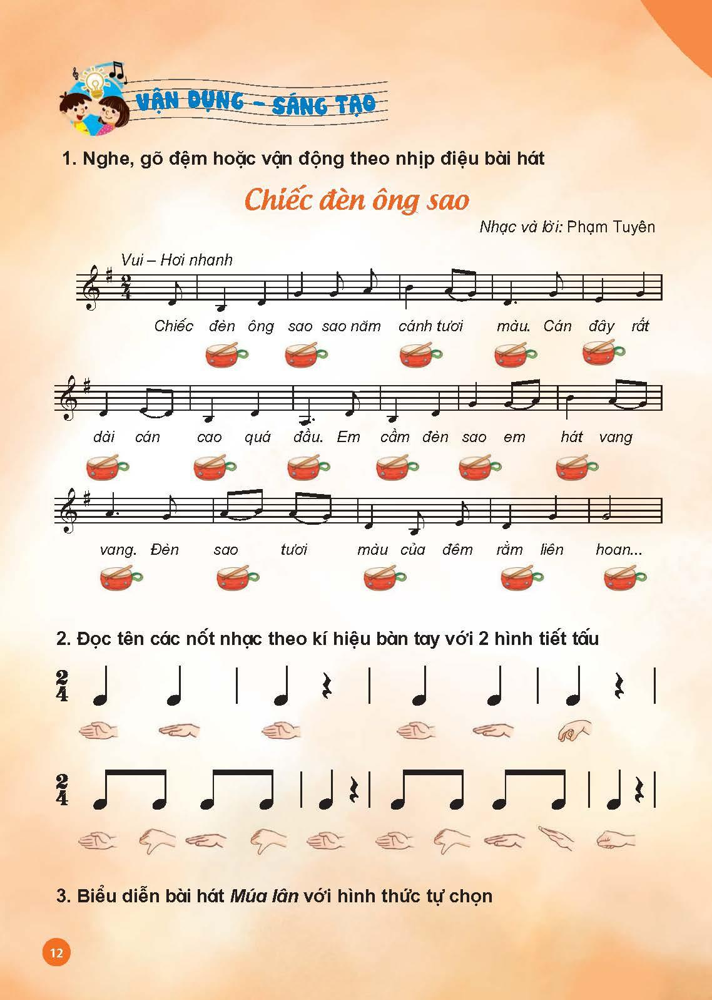 VẬN DỤNG – SÁNG TẠO
1. Nghe, gõ đệm hoặc vận động theo nhịp điệu bài hát
Chiếc đèn ông sao
Nhạc và lời: Phạm Tuyên
Vui – Hơi nhanh
2
4
Chiếc đèn ông sao sao năm cánh tươi màu. Cán đây rất
dài cán cao quá đầu. Em cầm đèn sao em hát vang
vang. Đèn sao tươi màu của đêm rằm liên hoan...
2. Đọc tên các nốt nhạc theo kí hiệu bàn tay với 2 hình tiết tấu
2
4
2
4
3. Biểu diễn bài hát Múa lân với hình thức tự chọn
12